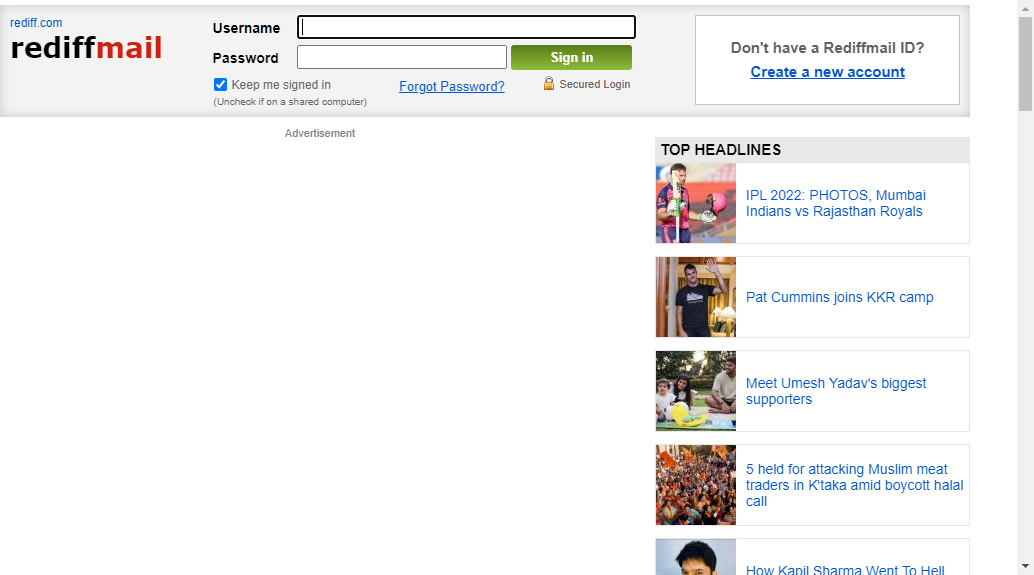 rediff.com
rediffmail
Username
Password
Sign in
Keep me signed in
(Uncheck if on a shared computer)
Forgot Password?
Secured Login
Don't have a Rediffmail ID?
Create a new account
Advertisement
TOP HEADLINES
IPL 2022: PHOTOS, Mumbai
Indians vs Rajasthan Royals
Pat Cummins joins KKR camp
Meet Umesh Yadav's biggest
supporters
5 held for attacking Muslim meat
traders in K'taka amid boycott halal
call
How Kapil Sharma Went To Hell